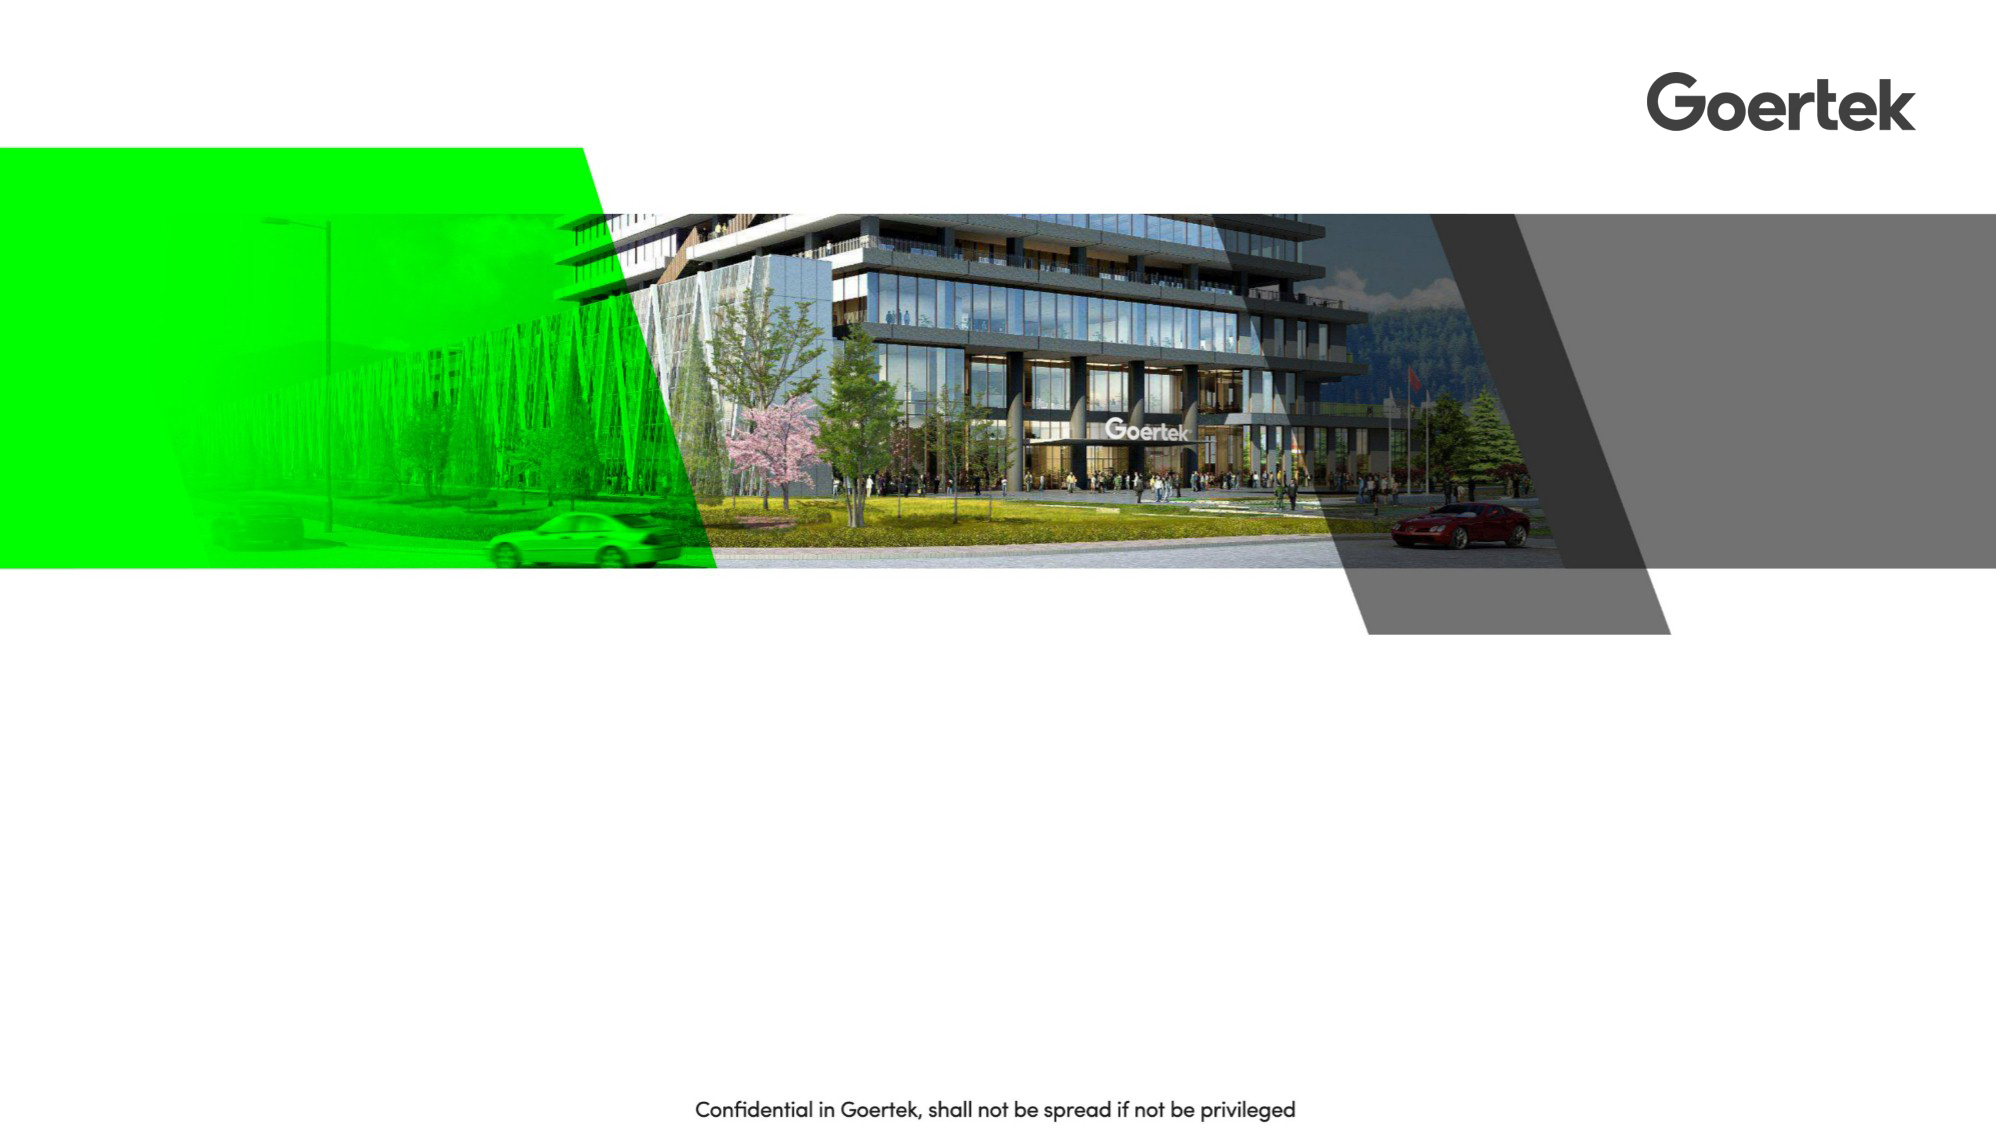 Goertek
Goertek
Confidential in Goertek, shall not be spread if not be privileged